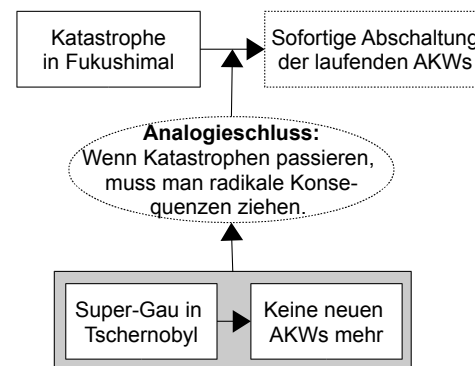 Katastrophe
in Fukushimal
Sofortige Abschaltung
der laufenden AKWs
Analogieschluss:
Wenn Katastrophen passieren,
muss man radikale Konse-
quenzen ziehen.
Super-Gau in
Tschernobyl
Keine neuen
AKWs mehr